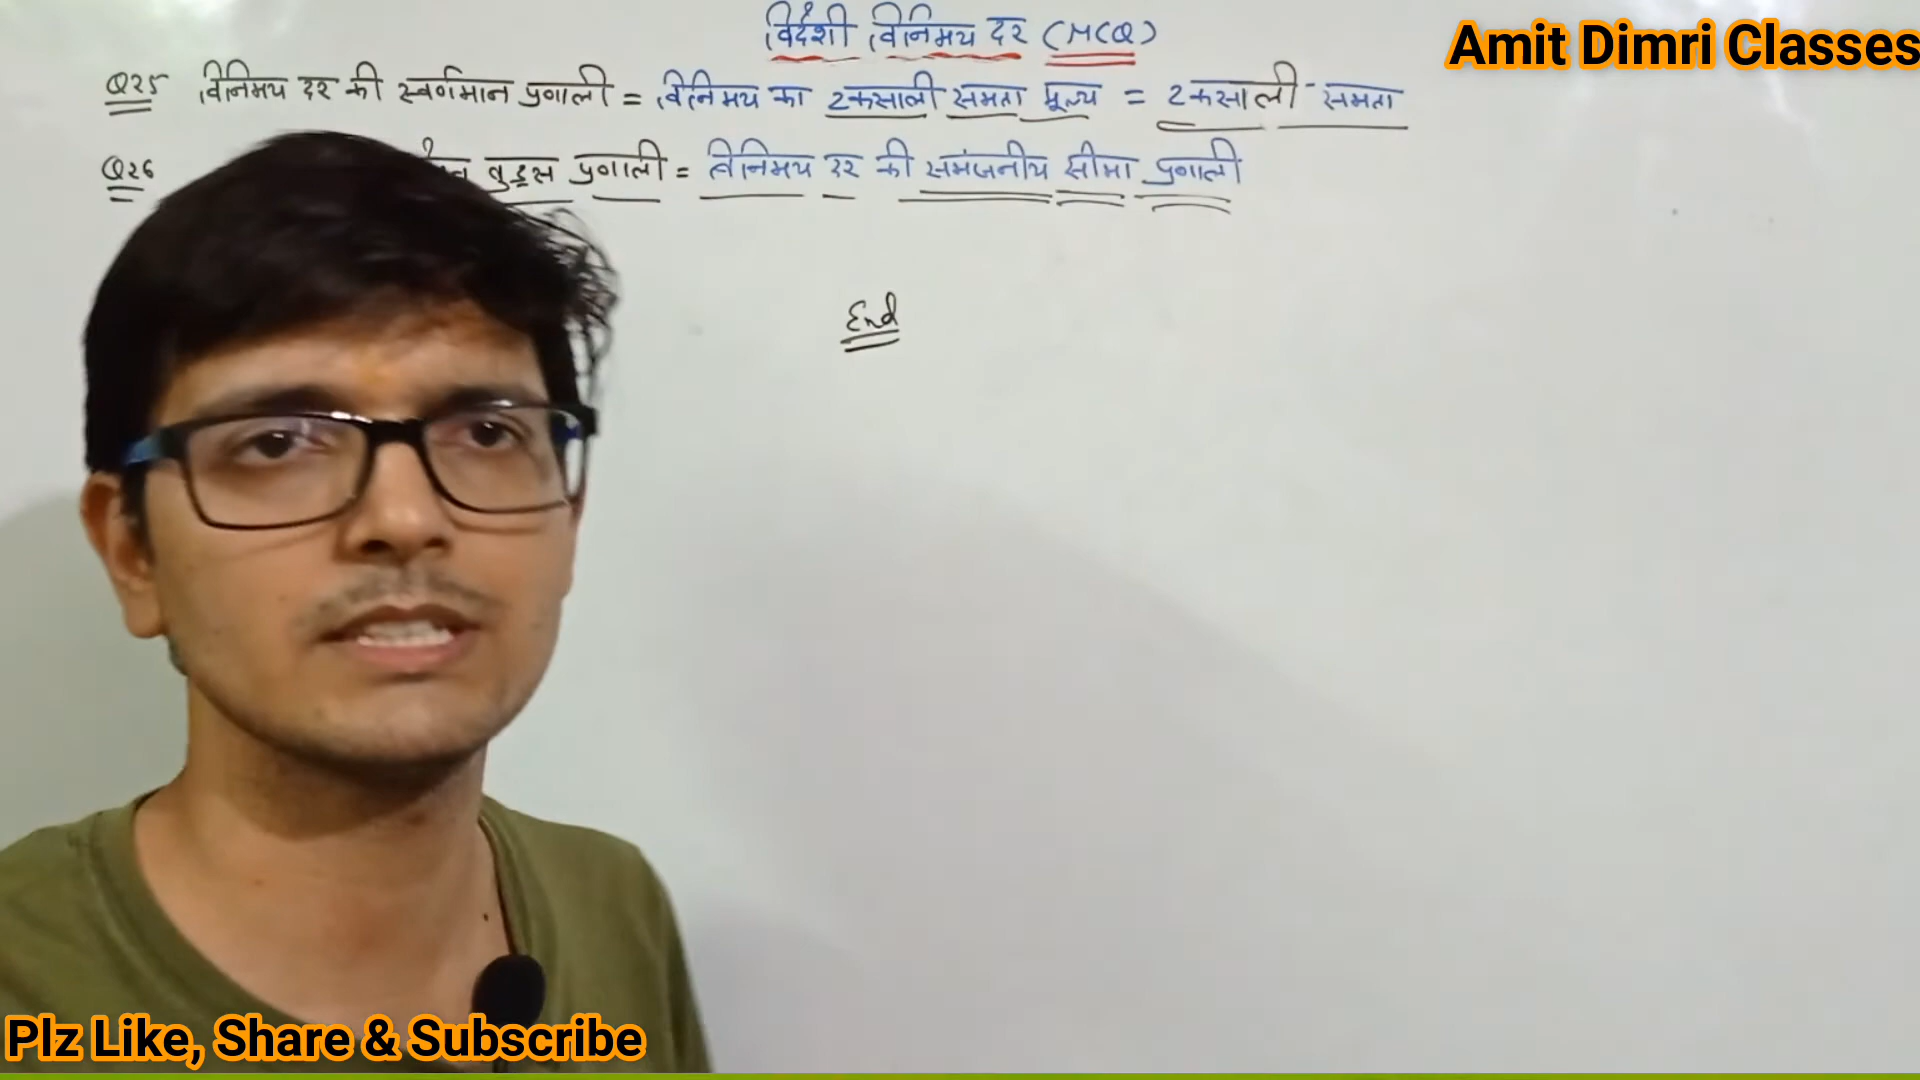 विदेशी विनिमय दर (MCQ)
Amit Dimri Classes
Q25 विनिमय दर की स्वर्णमान प्रणाली = विनिमय का टकसाली समता मूल्य = टकसाली-समता
Q26 वुड्स प्रणाली = विनिमय दर की समंजनीय सीमा प्रणाली
End
Plz Like, Share & Subscribe